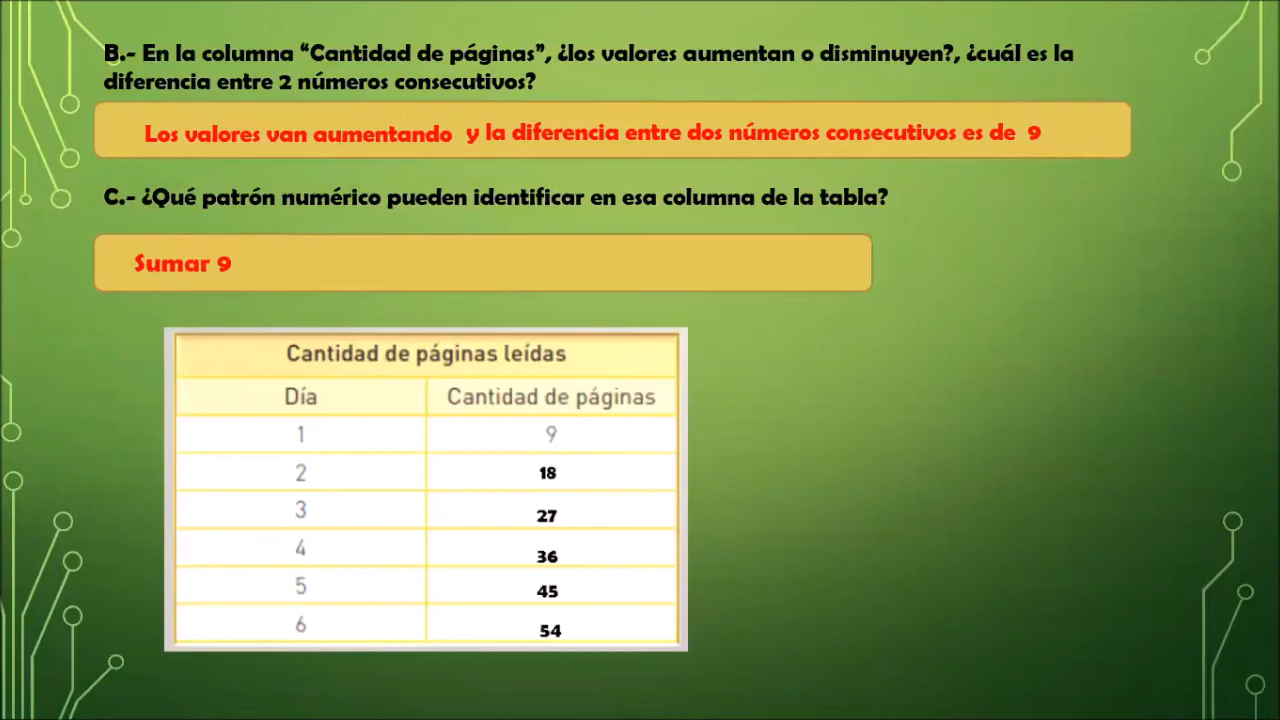 B.- En la columna “Cantidad de páginas”, ¿los valores aumentan o disminuyen?, ¿cuál es la
diferencia entre 2 números consecutivos?
Los valores van aumentando y la diferencia entre dos números consecutivos es de 9
C.- ¿Qué patrón numérico pueden identificar en esa columna de la tabla?
Sumar 9
Cantidad de páginas leídas
Día Cantidad de páginas
1 9
2 18
3 27
4 36
5 45
6 54